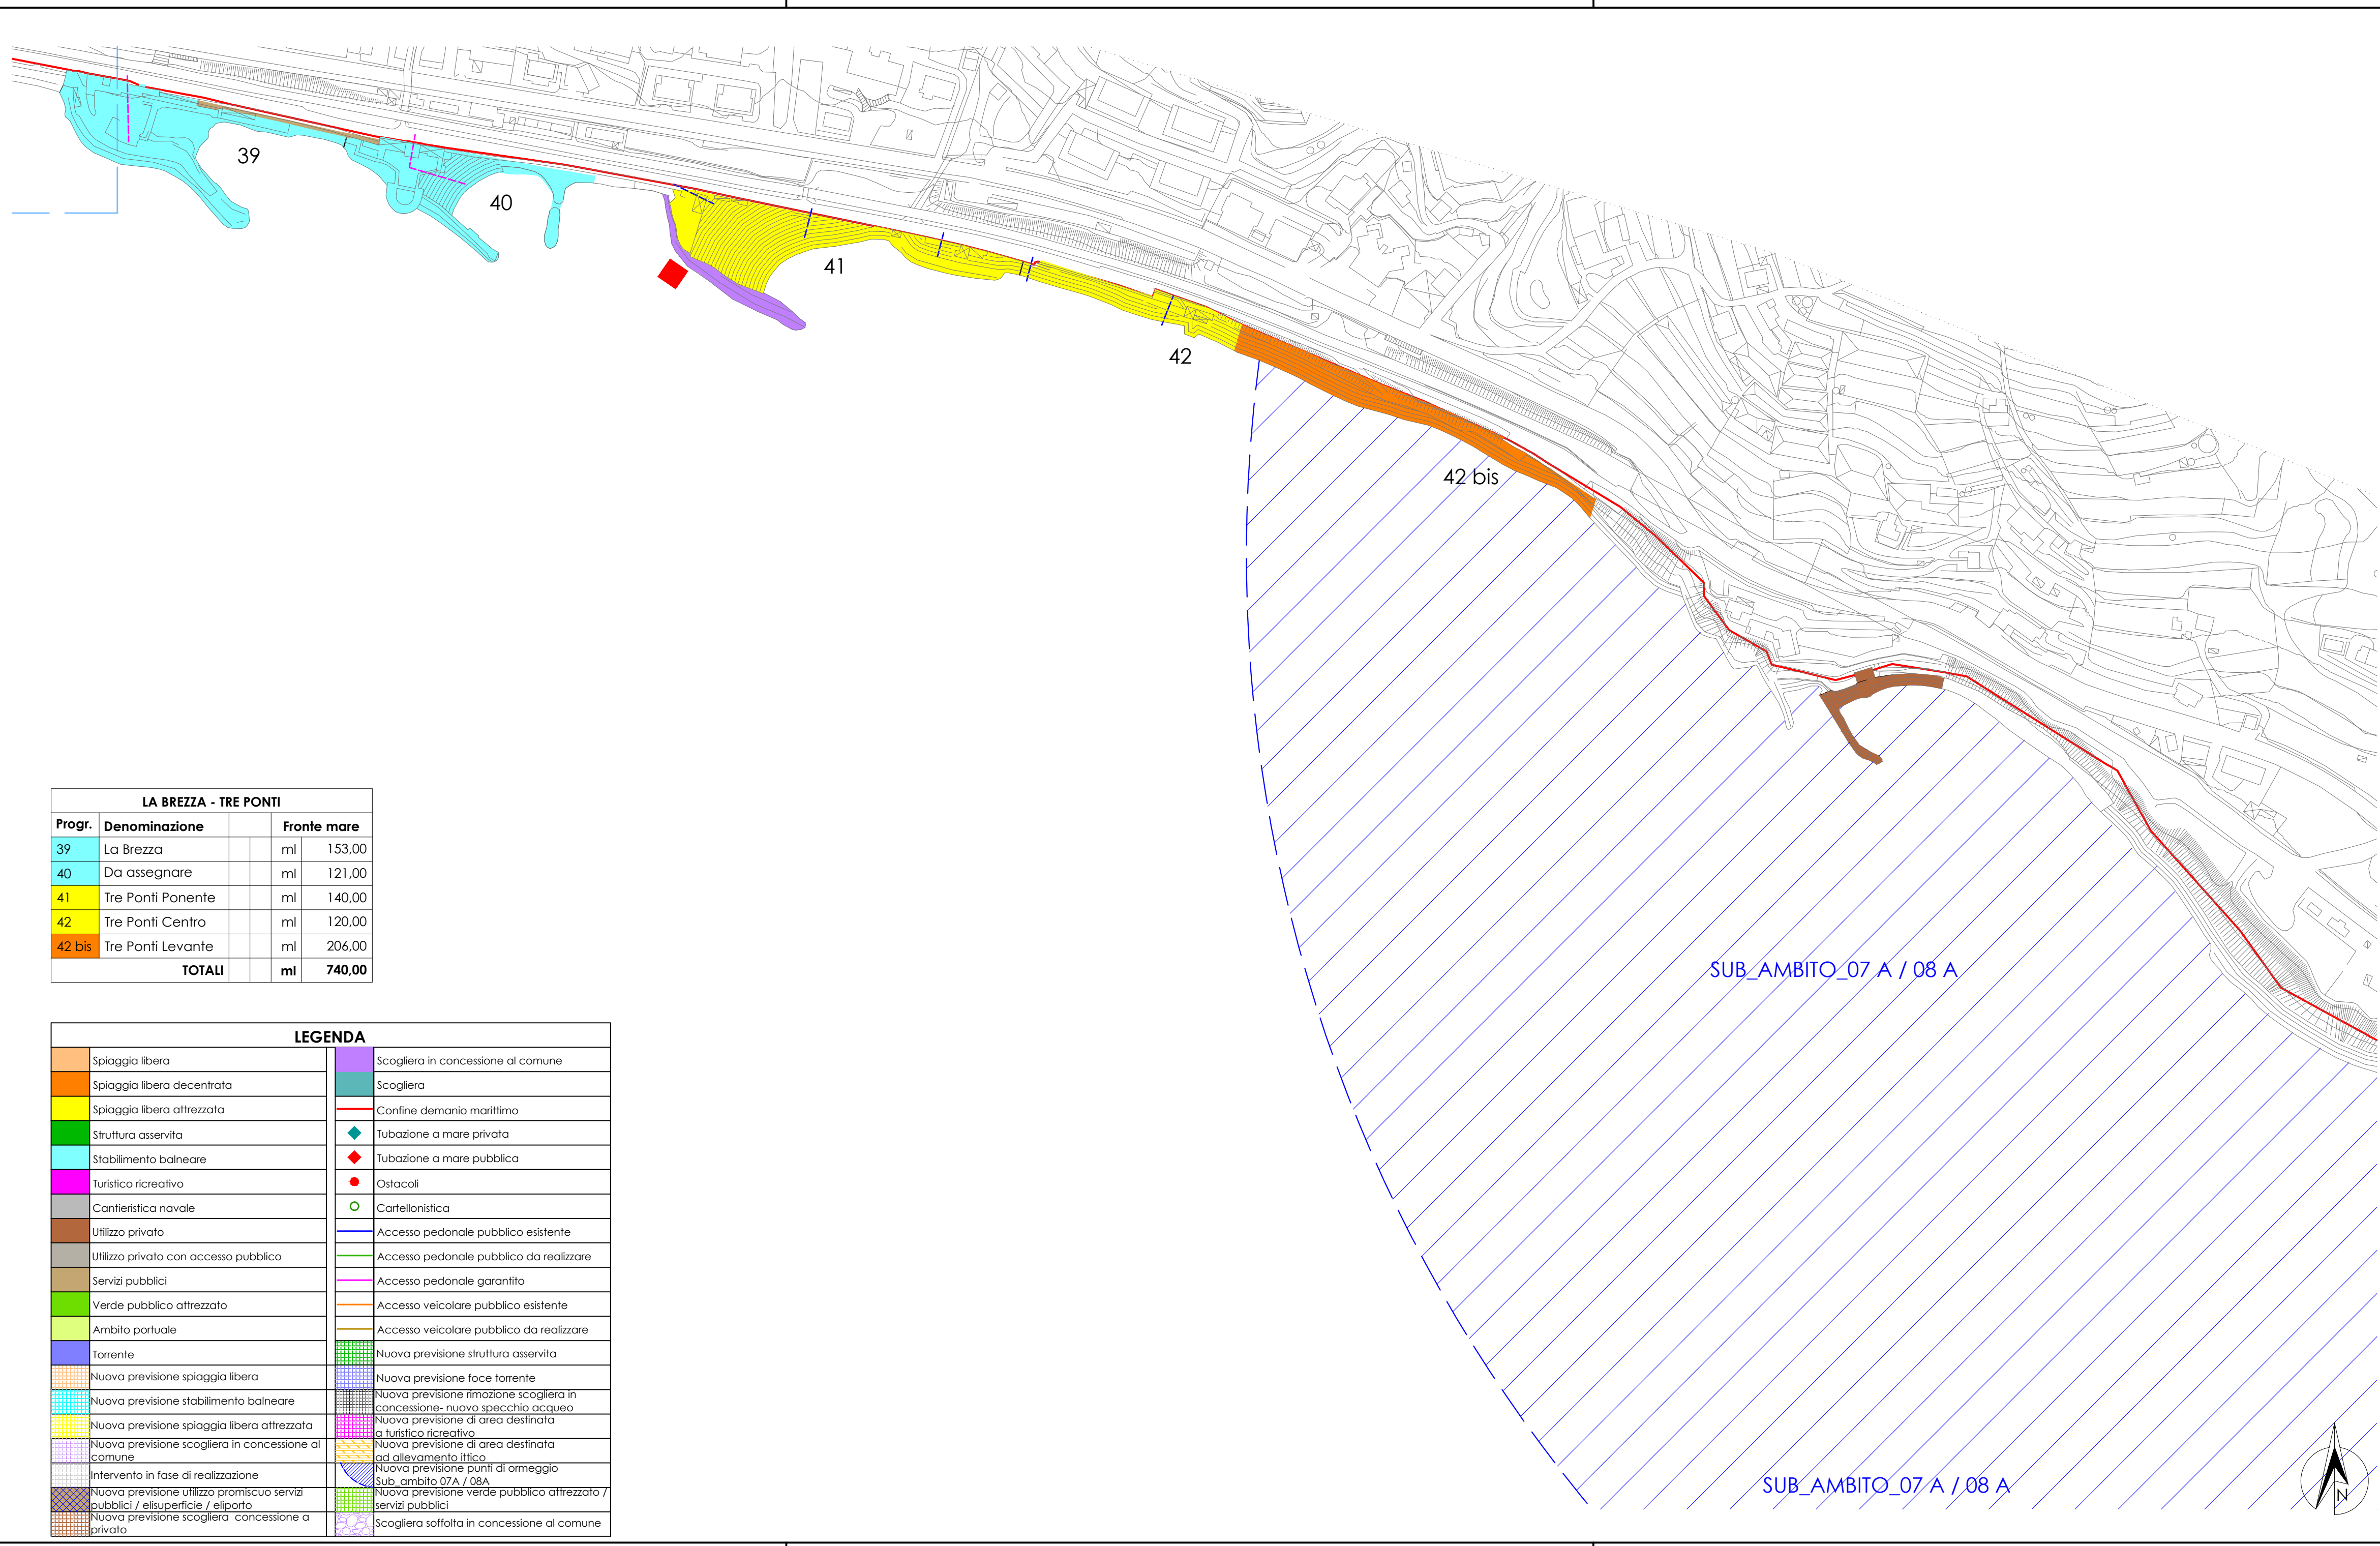 39
40
41
42
42 bis
SUB_AMBITO_07 A / 08 A
SUB_AMBITO_07 A / 08 A
N
LA BREZZA - TRE PONTI
Progr. Denominazione Fronte mare
39 La Brezza ml 153,00
40 Da assegnare ml 121,00
41 Tre Ponti Ponente ml 140,00
42 Tre Ponti Centro ml 120,00
42 bis Tre Ponti Levante ml 206,00
TOTALI ml 740,00
LEGENDA
Spiaggia libera
Spiaggia libera decentrata
Spiaggia libera attrezzata
Struttura asservita
Stabilimento balneare
Turistico ricreativo
Cantieristica navale
Utilizzo privato
Utilizzo privato con accesso pubblico
Servizi pubblici
Verde pubblico attrezzato
Ambito portuale
Torrente
Nuova previsione spiaggia libera
Nuova previsione stabilimento balneare
Nuova previsione spiaggia libera attrezzata
Nuova previsione scogliera in concessione al
comune
Intervento in fase di realizzazione
Nuova previsione utilizzo promiscuo servizi
pubblici / elisuperficie / eliporto
Nuova previsione scogliera concessione a
privato
Scogliera in concessione al comune
Scogliera
Confine demanio marittimo
Tubazione a mare privata
Tubazione a mare pubblica
Ostacoli
Cartellonistica
Accesso pedonale pubblico esistente
Accesso pedonale pubblico da realizzare
Accesso pedonale garantito
Accesso veicolare pubblico esistente
Accesso veicolare pubblico da realizzare
Nuova previsione struttura asservita
Nuova previsione foce torrente
Nuova previsione rimozione scogliera in
concessione- nuovo specchio acqueo
Nuova previsione di area destinata
a turistico ricreativo
Nuova previsione di area destinata
ad allevamento ittico
Nuova previsione punti di ormeggio
Sub_ambito 07A / 08A
Nuova previsione verde pubblico attrezzato /
servizi pubblici
Scogliera soffolta in concessione al comune